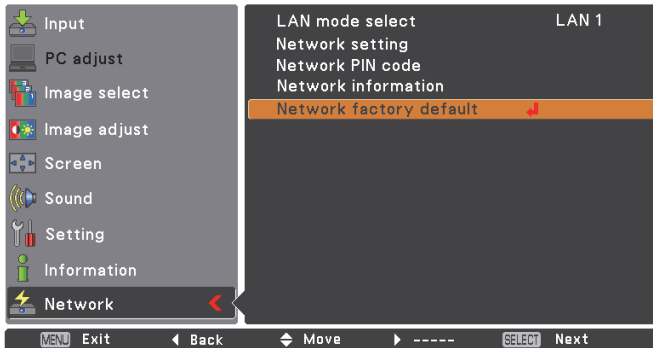 Input
PC adjust
Image select
Image adjust
Screen
Sound
Setting
Information
Network
LAN mode select LAN 1
Network setting
Network PIN code
Network information
Network factory default
MENU Exit Back Move ----- SELECT Next